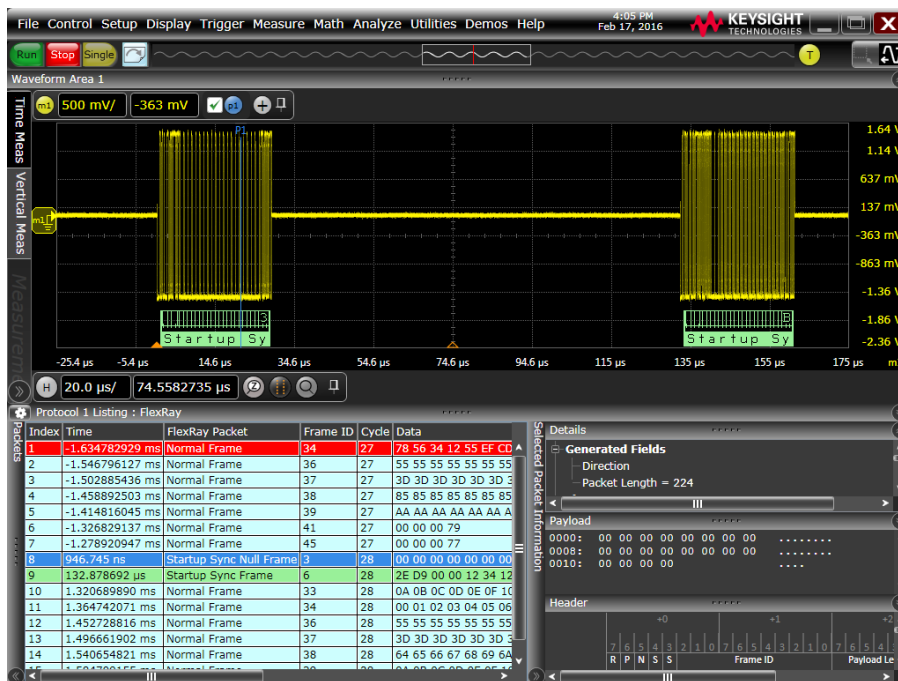 File Control Setup Display Trigger Measure Math Analyze Utilities Demos Help
4:05 PM
Feb 17, 2016
KEYSIGHT
TECHNOLOGIES
X
Run Stop Single
T
Waveform Area 1
Time Meas
Vertical Meas
Measurement
m1 500 mV/ -363 mV p1
P1
m1
1.64 V
1.14 V
637 mV
137 mV
-363 mV
-863 mV
-1.36 V
-1.86 V
-2.36 V
3
B
Startup Sy
Startup Sy
-25.4 µs -5.4 µs 14.6 µs 34.6 µs 54.6 µs 74.6 µs 94.6 µs 115 µs 135 µs 155 µs 175 µs
H 20.0 µs/ 74.5582735 µs Z
Protocol 1 Listing : FlexRay
Packets
Index Time FlexRay Packet Frame ID Cycle Data
1 -1.634782929 ms Normal Frame 34 27 78 56 34 12 55 EF CD
2 -1.546796127 ms Normal Frame 36 27 55 55 55 55 55 55 55
3 -1.502885436 ms Normal Frame 37 27 3D 3D 3D 3D 3D 3D 3
4 -1.458892503 ms Normal Frame 38 27 85 85 85 85 85 85 85
5 -1.414816045 ms Normal Frame 39 27 AA AA AA AA AA AA A
6 -1.326829137 ms Normal Frame 41 27 00 00 00 79
7 -1.278920947 ms Normal Frame 45 27 00 00 00 77
8 946.745 ns Startup Sync Null Frame 3 28 00 00 00 00 00 00 00
9 132.878692 µs Startup Sync Frame 6 28 2E D9 00 00 12 34 12
10 1.320689890 ms Normal Frame 33 28 0A 0B 0C 0D 0E 0F 10
11 1.364742071 ms Normal Frame 34 28 00 01 02 03 04 05 06
12 1.452728816 ms Normal Frame 36 28 55 55 55 55 55 55 55
13 1.496661902 ms Normal Frame 37 28 3D 3D 3D 3D 3D 3D 3
14 1.540654821 ms Normal Frame 38 28 64 65 66 67 68 69 6A
Selected Packet Information
Details
Generated Fields
Direction
Packet Length = 224
Payload
0000: 00 00 00 00 00 00 00 00 ........
0008: 00 00 00 00 00 00 00 00 ........
0010: 00 00 00 00 ....
Header
+0 +1 +2
7 6 5 4 3 2 1 0 7 6 5 4 3 2 1 0 7 6 5 4
R P N S S Frame ID Payload Le